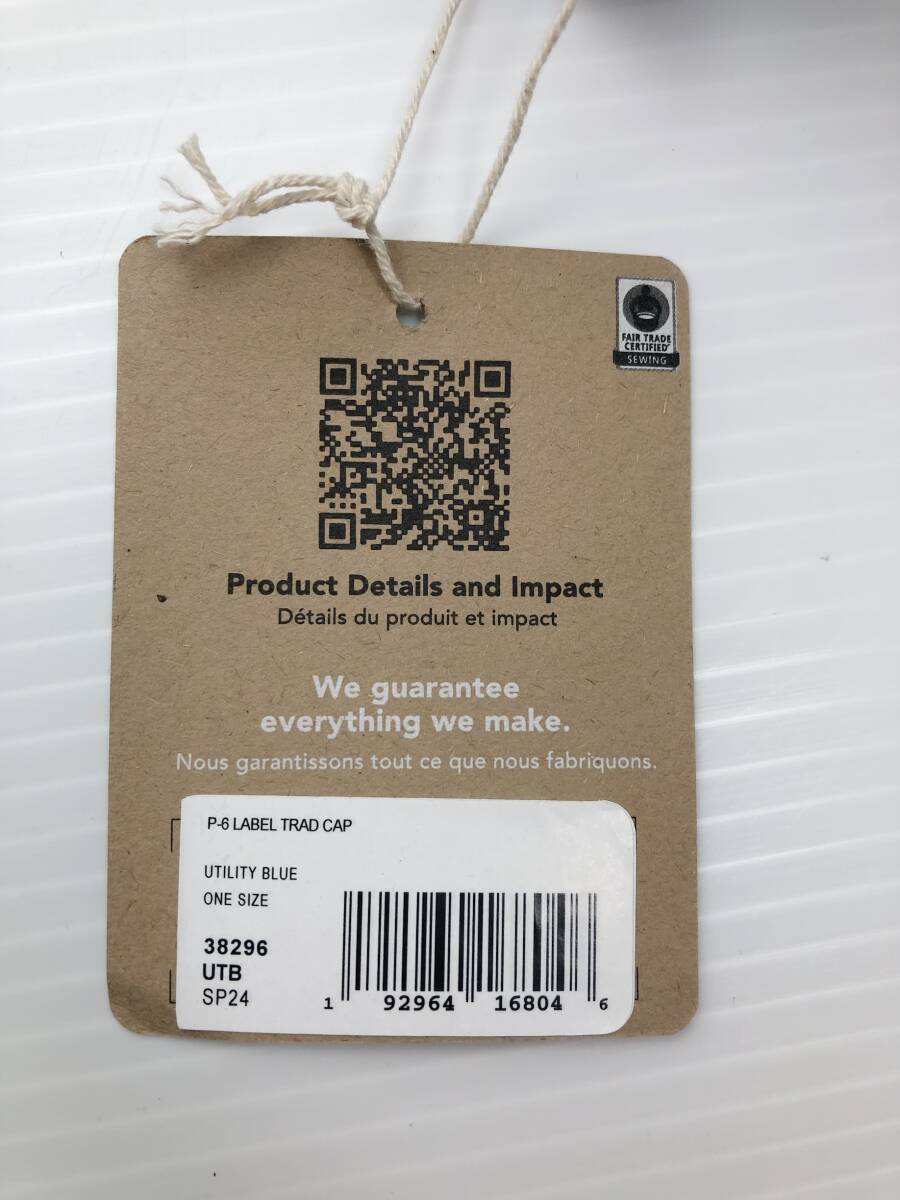 FAIR TRADE
CERTIFIED
SEWING
Product Details and Impact
Détails du produit et impact
We guarantee
everything we make.
Nous garantissons tout ce que nous fabriquons.
P-6 LABEL TRAD CAP
UTILITY BLUE
ONE SIZE
38296
UTB
SP24
1 92964 16804 6